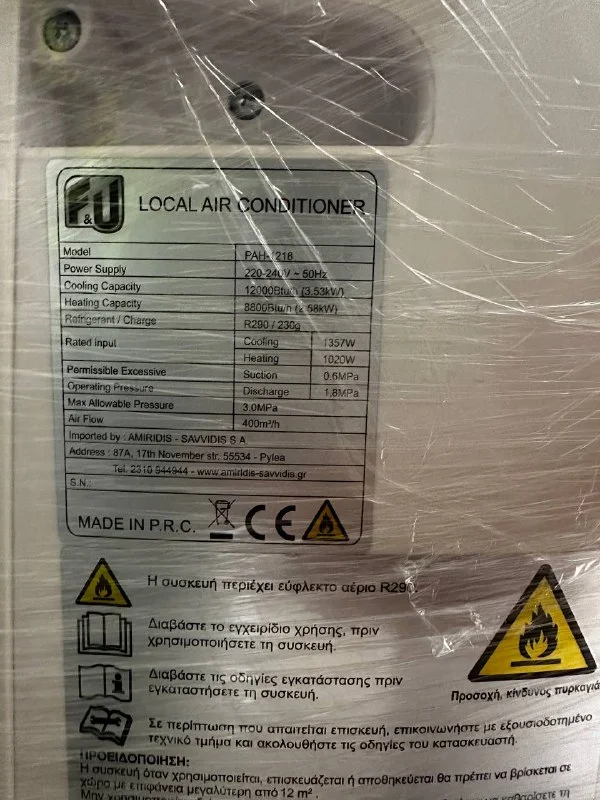 F&U LOCAL AIR CONDITIONER
Model PAH-1218
Power Supply 220-240V ~ 50Hz
Cooling Capacity 12000Btu/h (3.53kW)
Heating Capacity 8800Btu/h (2.58kW)
Refrigerant / Charge R290 / 230g
Rated input Cooling 1357W
Heating 1020W
Permissible Excessive Suction 0.6MPa
Operating Pressure Discharge 1.8MPa
Max Allowable Pressure 3.0MPa
Air Flow 400m³/h
Imported by : AMIRIDIS - SAVVIDIS S A
Address : 87A, 17th November str. 55534 - Pylea
Tel. 2310 944944 - www.amiridis-savvidis.gr
S.N.:
MADE IN P.R.C. CE
Η συσκευή περιέχει εύφλεκτο αέριο R290.
Διαβάστε το εγχειρίδιο χρήσης, πριν
χρησιμοποιήσετε τη συσκευή.
Διαβάστε τις οδηγίες εγκατάστασης πριν
εγκαταστήσετε τη συσκευή.
Προσοχή, κίνδυνος πυρκαγιά
Σε περίπτωση που απαιτείται επισκευή, επικοινωνήστε με εξουσιοδοτημένο
τεχνικό τμήμα και ακολουθήστε τις οδηγίες του κατασκευαστή.
ΠΡΟΕΙΔΟΠΟΙΗΣΗ:
Η συσκευή όταν χρησιμοποιείται, επισκευάζεται ή αποθηκεύεται θα πρέπει να βρίσκεται σε
χώρο με επιφάνεια μεγαλύτερη από 12 m².